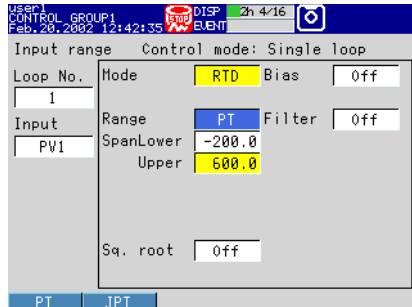 user1
CONTROL GROUP1
Feb.20.2002 12:42:35 STOP DISP 2h 4/16
EVENT
Input range Control mode: Single loop
Loop No. Mode RTD Bias Off
1
Input Range PT Filter Off
PV1 SpanLower -200.0
Upper 600.0
Sq. root Off
PT JPT